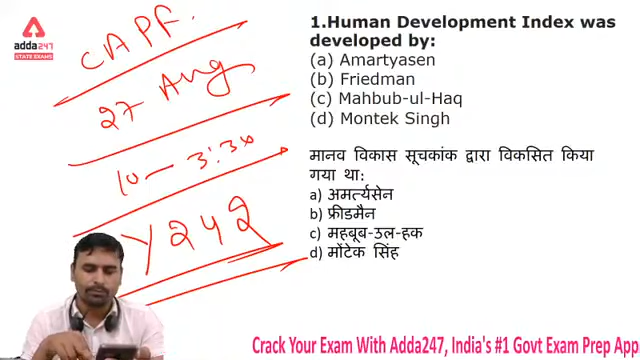 adda247
STATE EXAMS
CAPF.
27 Aug
10 - 3:30
Y242
1.Human Development Index was
developed by:
(a) Amartyasen
(b) Friedman
(c) Mahbub-ul-Haq
(d) Montek Singh
मानव विकास सूचकांक द्वारा विकसित किया
गया था:
a) अमर्त्यसेन
b) फ्रीडमैन
c) महबूब-उल-हक
d) मोंटेक सिंह
Crack Your Exam With Adda247, India's #1 Govt Exam Prep App